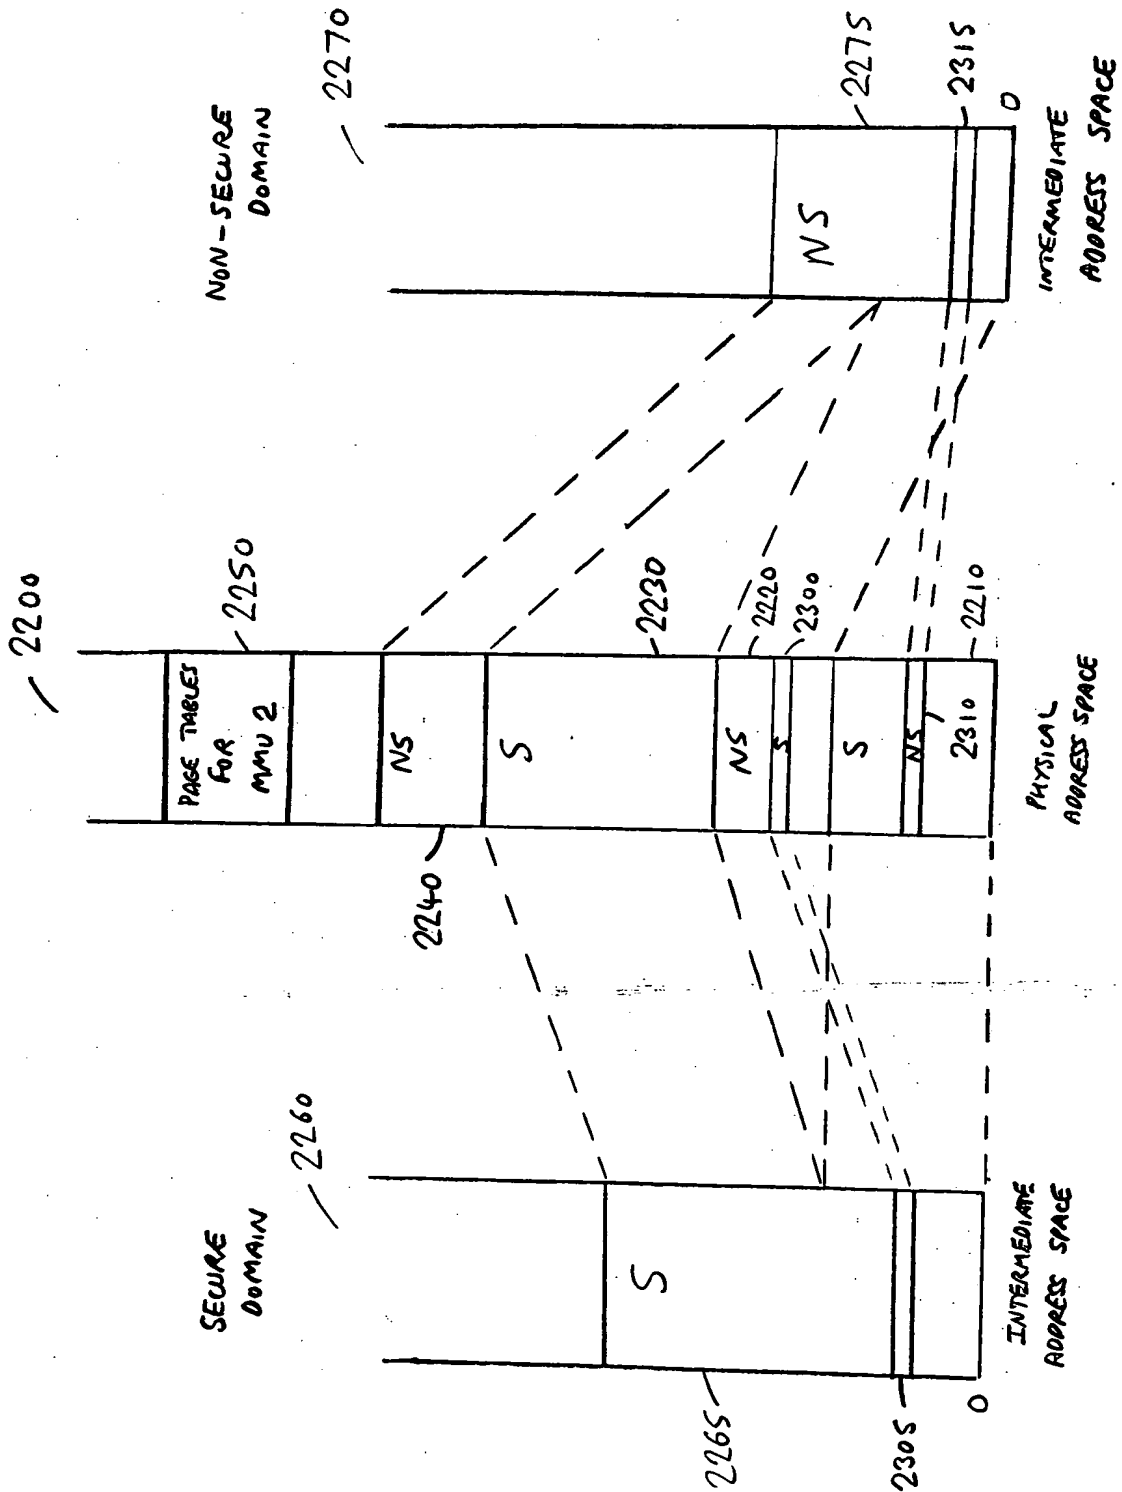 2200
SECURE
DOMAIN
2260
NON-SECURE
DOMAIN
2270
PAGE TABLES
FOR
MMU 2
2250
NS
2240
S
2230
NS
2220
S
2300
S
NS
2310
2210
S
2265
2305
0
NS
2275
2315
0
INTERMEDIATE
ADDRESS SPACE
PHYSICAL
ADDRESS SPACE
INTERMEDIATE
ADDRESS SPACE